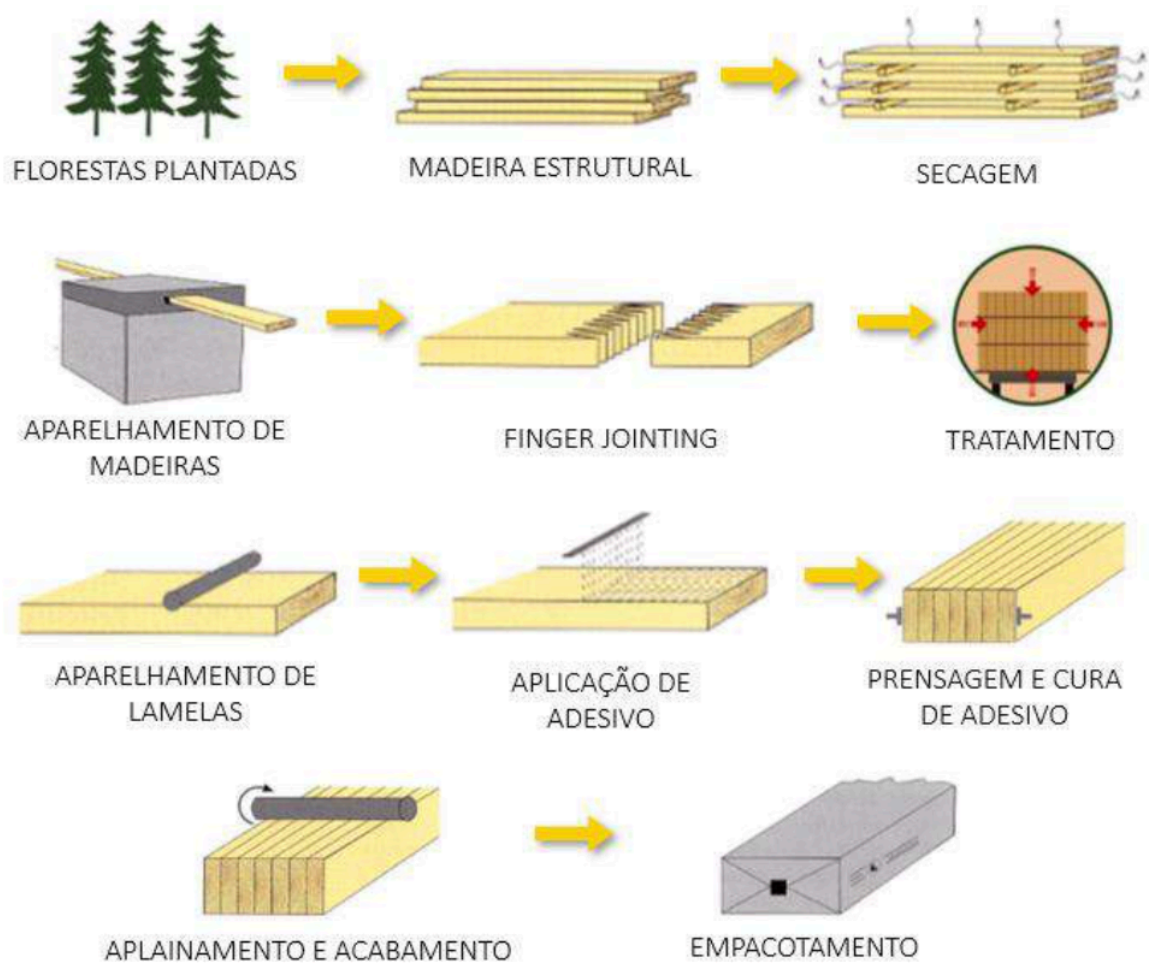 FLORESTAS PLANTADAS
MADEIRA ESTRUTURAL
SECAGEM
APARELHAMENTO DE
MADEIRAS
FINGER JOINTING
TRATAMENTO
APARELHAMENTO DE
LAMELAS
APLICAÇÃO DE
ADESIVO
PRENSAGEM E CURA
DE ADESIVO
APLAINAMENTO E ACABAMENTO
EMPACOTAMENTO